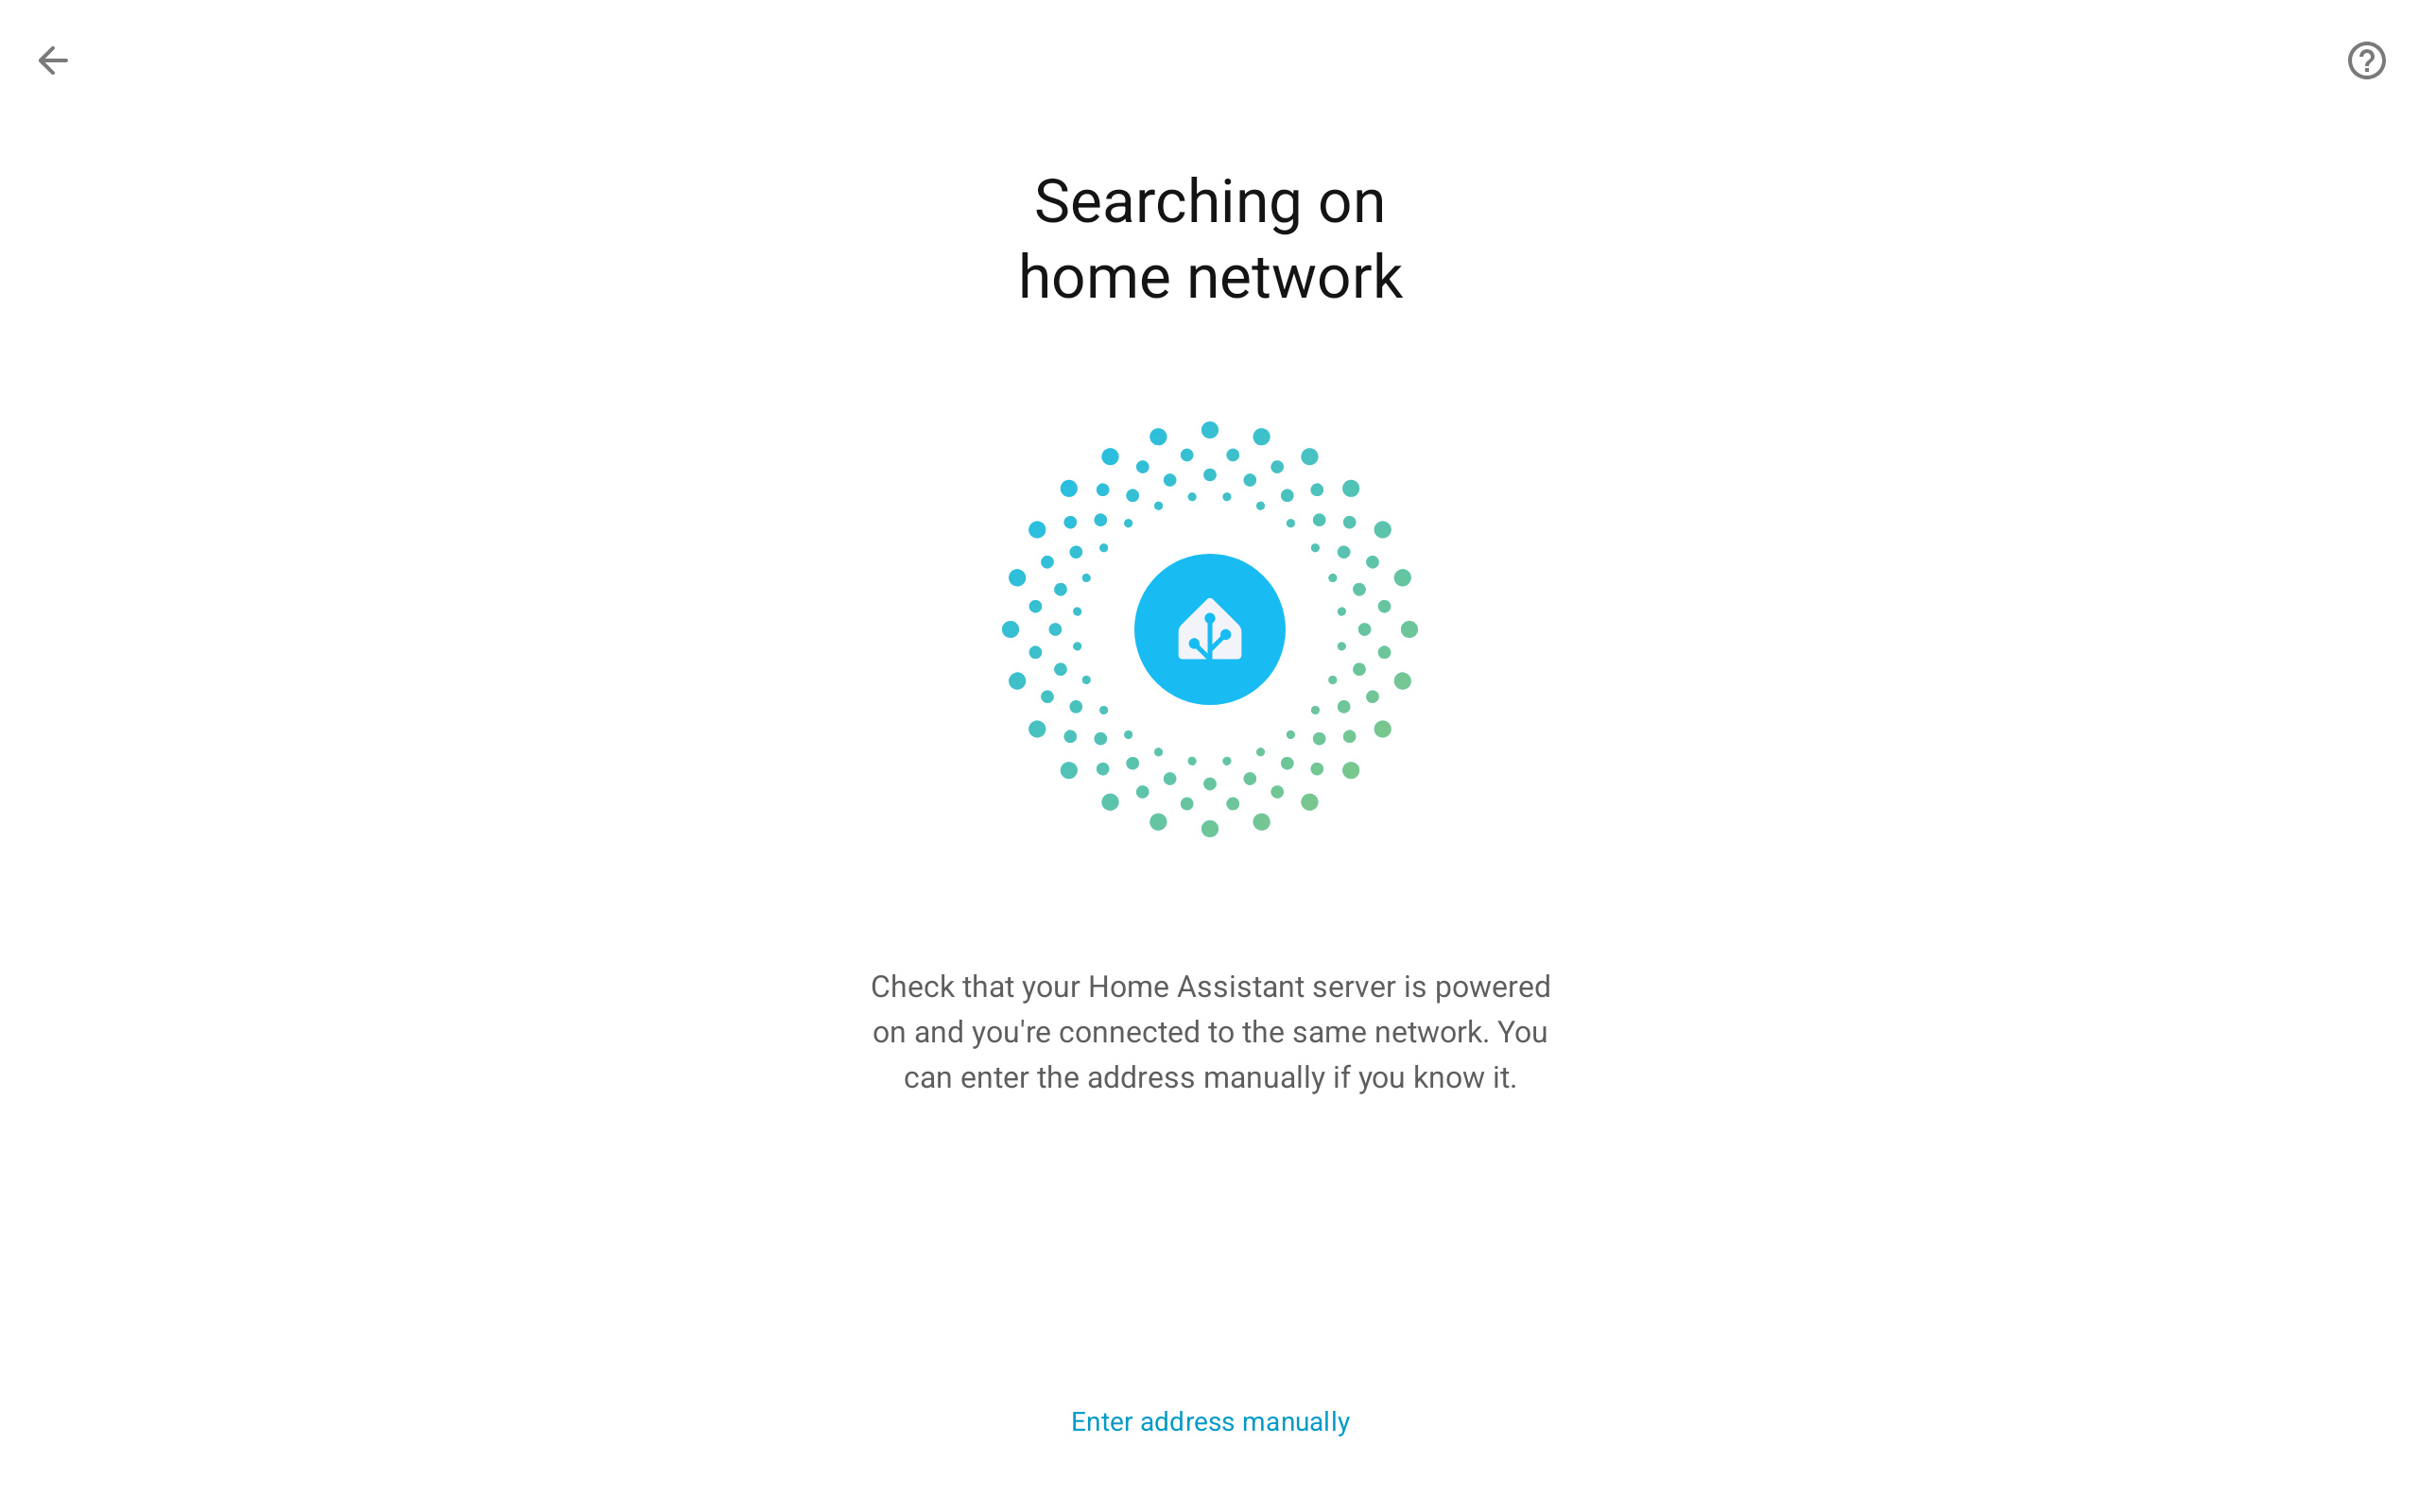 Searching on
home network
Check that your Home Assistant server is powered
on and you're connected to the same network. You
can enter the address manually if you know it.
Enter address manually